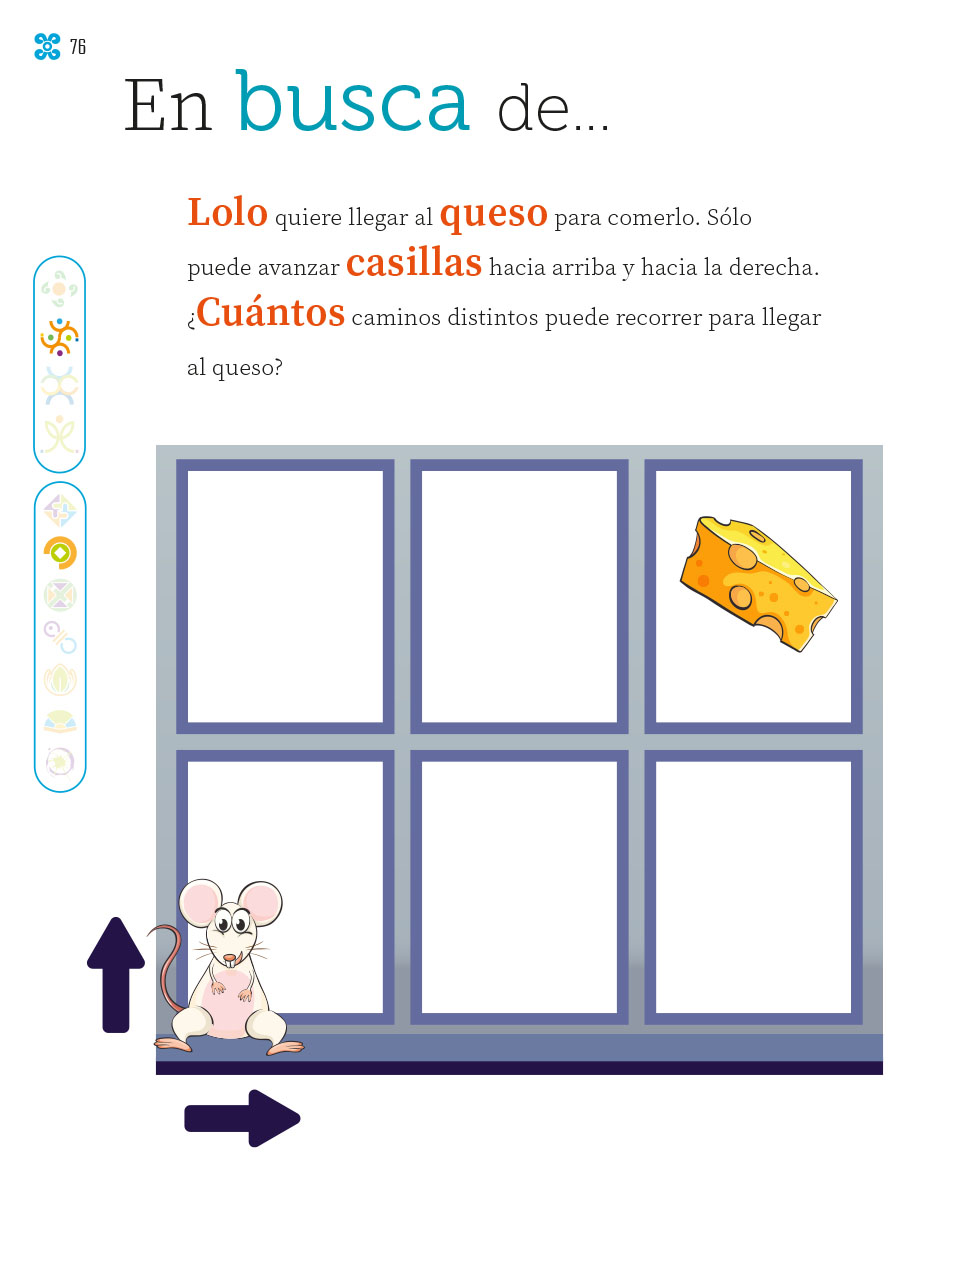 76
En busca de...
Lolo quiere llegar al queso para comerlo. Sólo
puede avanzar casillas hacia arriba y hacia la derecha.
¿Cuántos caminos distintos puede recorrer para llegar
al queso?